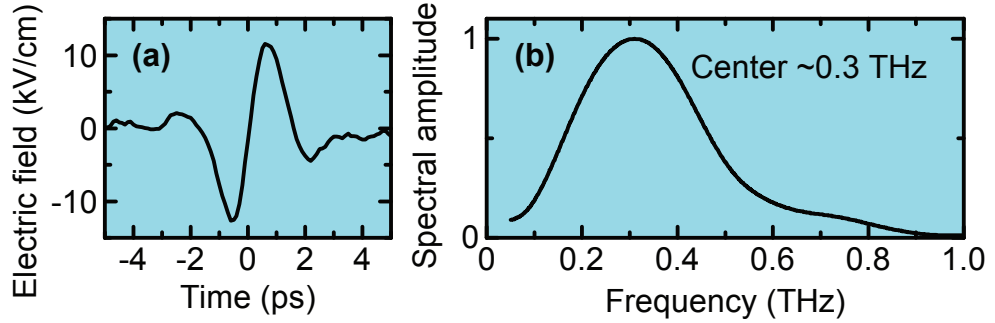 Electric field (kV/cm)
10
0
-10
(a)
-4 -2 0 2 4
Time (ps)
Spectral amplitude
1
0
(b)
Center ~0.3 THz
0 0.2 0.4 0.6 0.8 1.0
Frequency (THz)